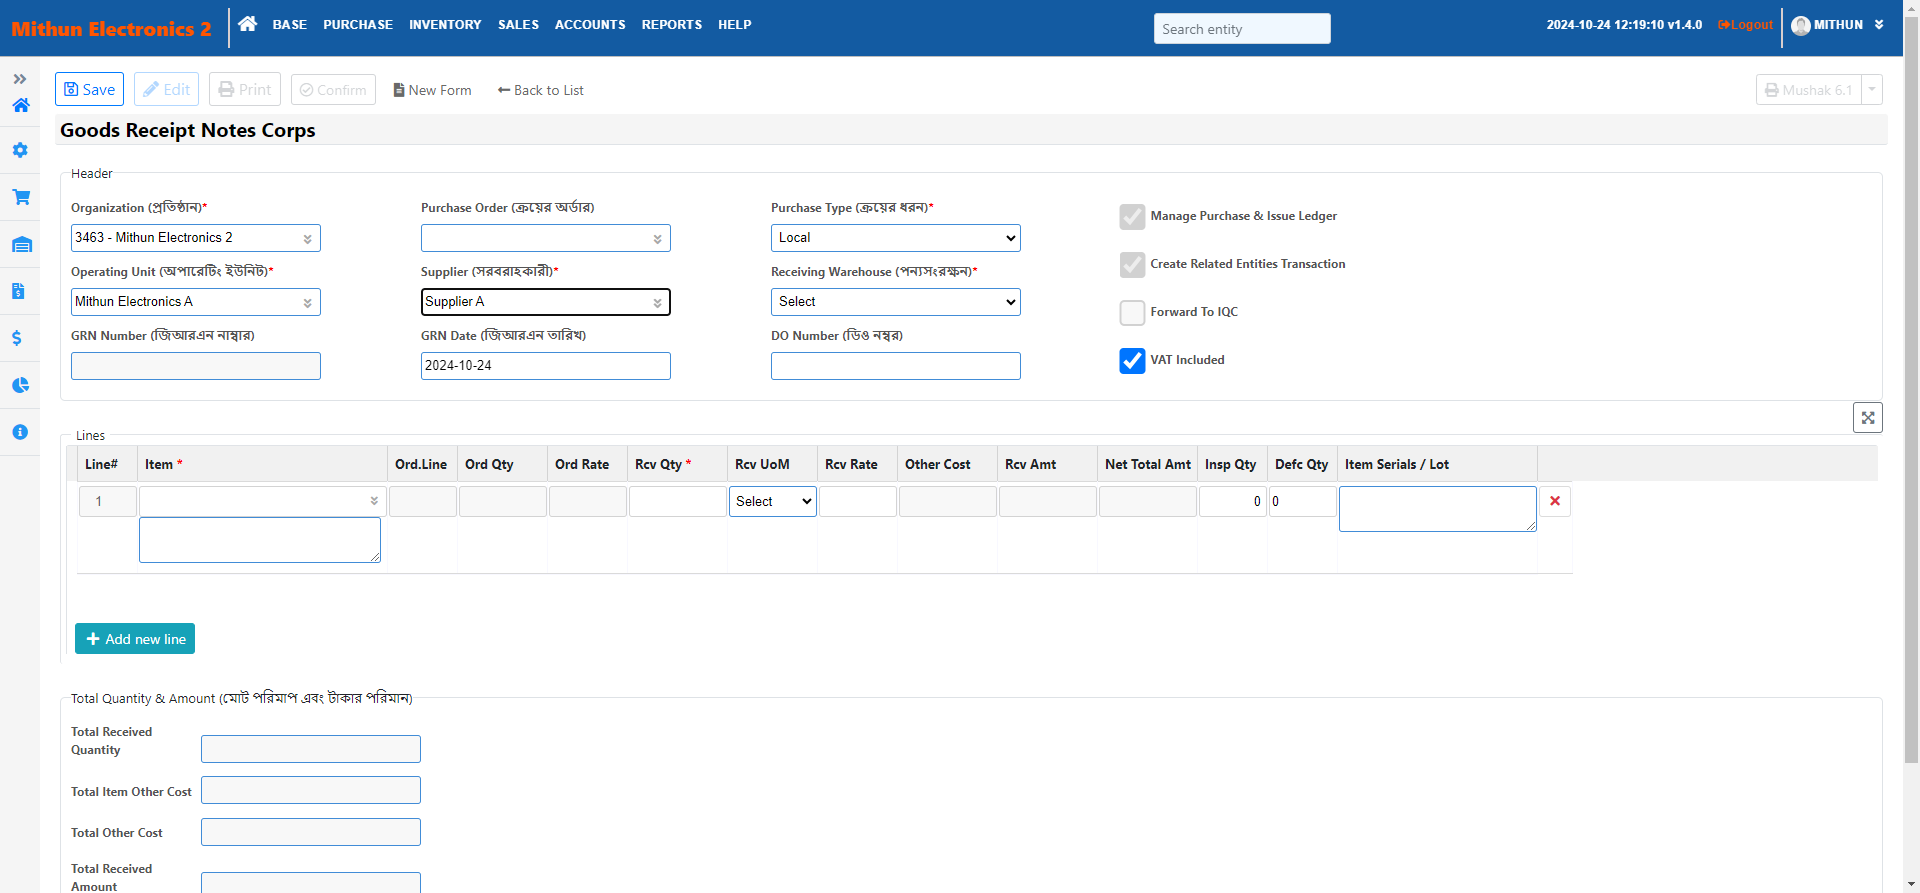 Mithun Electronics 2
BASE PURCHASE INVENTORY SALES ACCOUNTS REPORTS HELP
Search entity
2024-10-24 12:19:10 v1.4.0 Logout MITHUN
Save Edit Print Confirm New Form Back to List Mushak 6.1
Goods Receipt Notes Corps
Header
Organization (প্রতিষ্ঠান)* Purchase Order (ক্রয়ের অর্ডার) Purchase Type (ক্রয়ের ধরন)* Manage Purchase & Issue Ledger
3463 - Mithun Electronics 2 Local
Create Related Entities Transaction
Operating Unit (অপারেটিং ইউনিট)* Supplier (সরবরাহকারী)* Receiving Warehouse (পন্যসংরক্ষন)*
Mithun Electronics A Supplier A Select
Forward To IQC
GRN Number (জিআরএন নাম্বার) GRN Date (জিআরএন তারিখ) DO Number (ডিও নম্বর)
2024-10-24
VAT Included
Lines
Line# Item * Ord.Line Ord Qty Ord Rate Rcv Qty * Rcv UoM Rcv Rate Other Cost Rcv Amt Net Total Amt Insp Qty Defc Qty Item Serials / Lot
1 Select 0 0
Add new line
Total Quantity & Amount (মোট পরিমাপ এবং টাকার পরিমান)
Total Received
Quantity
Total Item Other Cost
Total Other Cost
Total Received
Amount